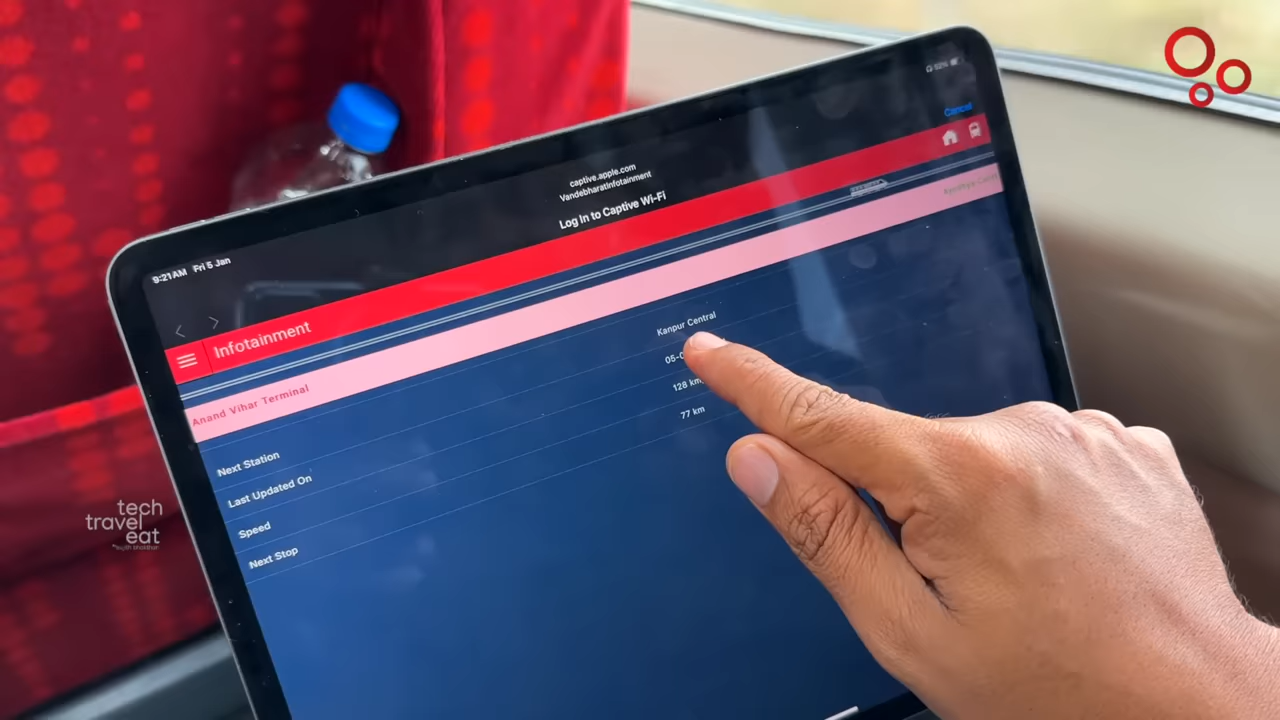 9:21AM Fri 5 Jan
52%
captive.apple.com
VandebharatInfotainment
Log In to Captive Wi-Fi
Cancel
Infotainment
Anand Vihar Terminal
Next Station
Kanpur Central
Last Updated On
Speed
128 km
Next Stop
77 km
tech
travel
eat